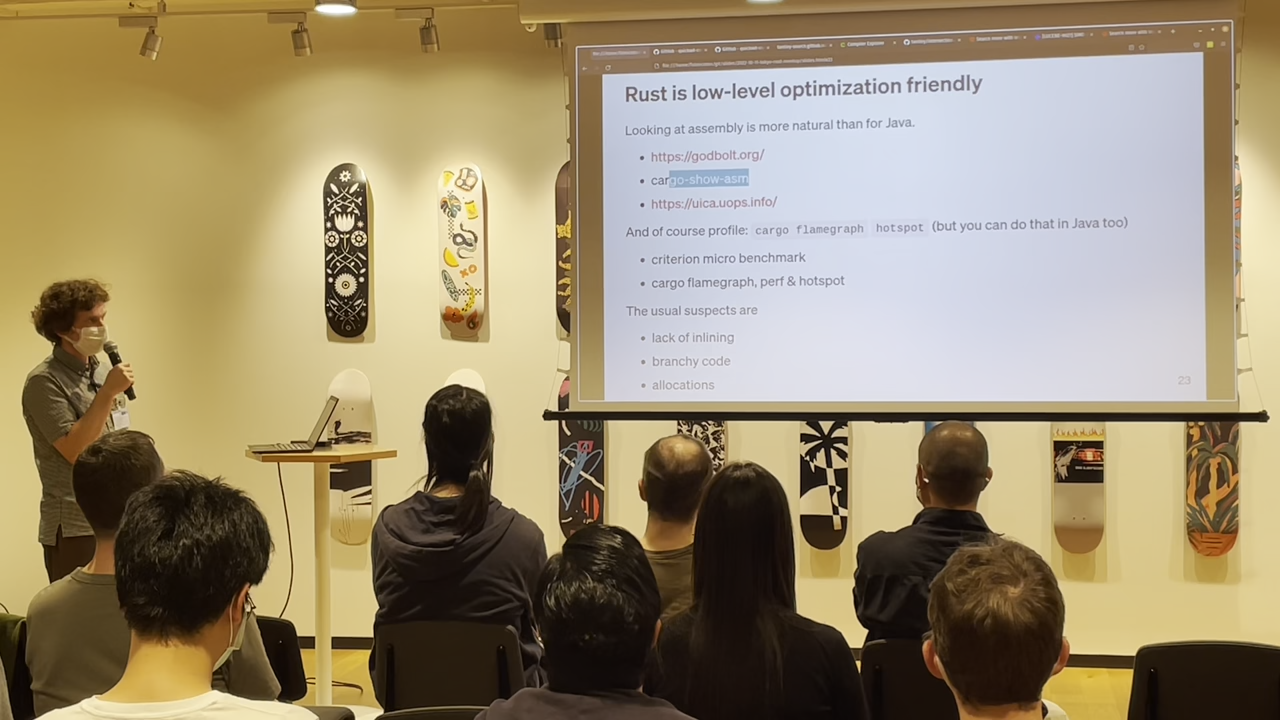 Rust is low-level optimization friendly
Looking at assembly is more natural than for Java.
https://godbolt.org/
cargo-show-asm
https://uica.uops.info/
And of course profile: cargo flamegraph hotspot (but you can do that in Java too)
criterion micro benchmark
cargo flamegraph, perf & hotspot
The usual suspects are
lack of inlining
branchy code
allocations
23